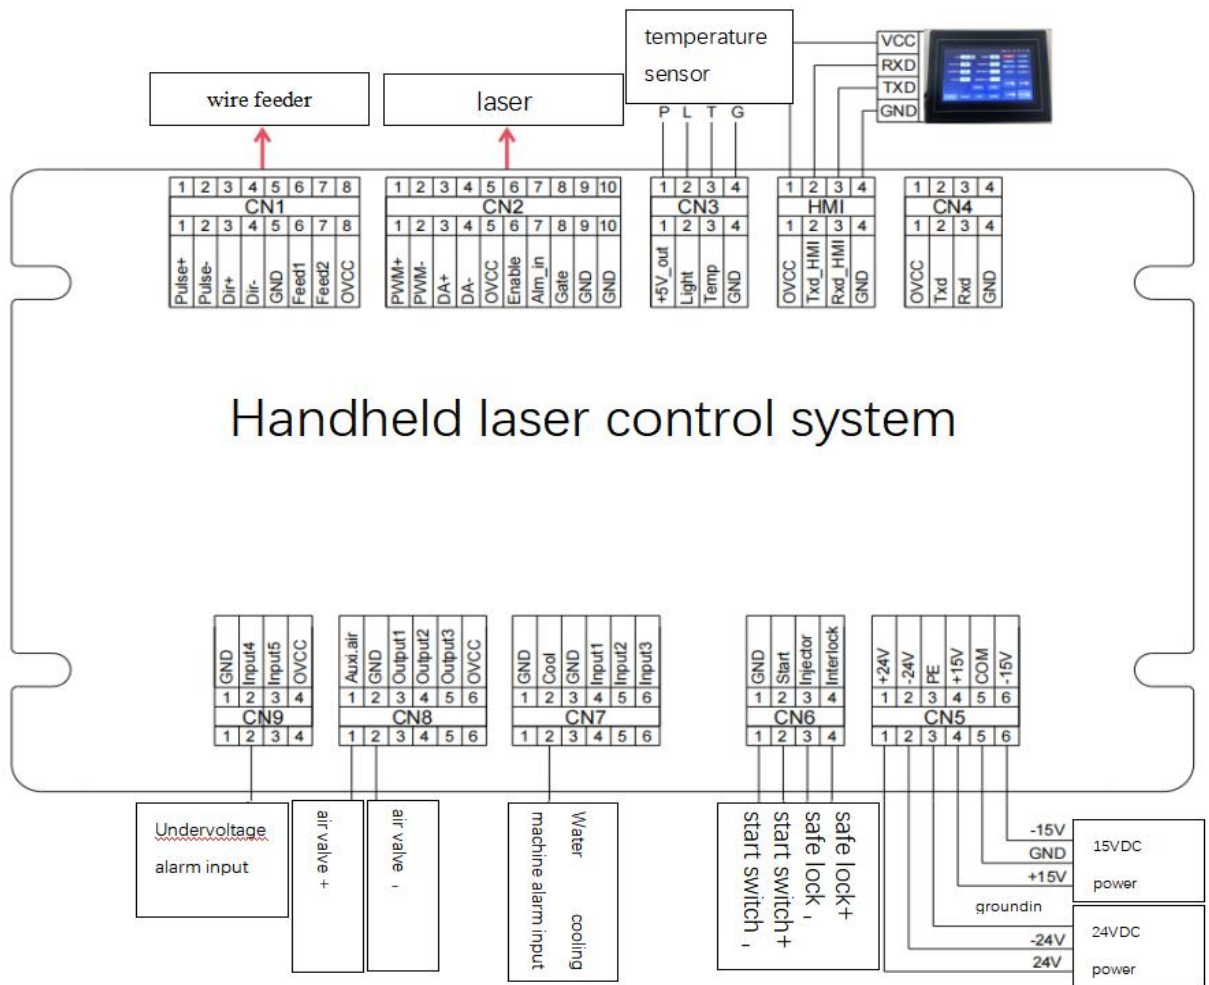 temperature
sensor
VCC
RXD
TXD
GND
wire feeder
laser
P L T G
1 2 3 4 5 6 7 8
CN1
1 2 3 4 5 6 7 8
Pulse+
Pulse-
Dir+
Dir-
GND
Feed1
Feed2
OVCC
1 2 3 4 5 6 7 8 9 10
CN2
1 2 3 4 5 6 7 8 9 10
PWM+
PWM-
DA+
DA-
OVCC
Enable
Alm_in
Gate
GND
GND
1 2 3 4
CN3
1 2 3 4
+5V_out
Light
Temp
GND
1 2 3 4
HMI
1 2 3 4
OVCC
Txd_HMI
Rxd_HMI
GND
1 2 3 4
CN4
1 2 3 4
OVCC
Txd
Rxd
GND
Handheld laser control system
GND
Input4
Input5
OVCC
1 2 3 4
CN9
1 2 3 4
Auxi.air
GND
Output1
Output2
Output3
OVCC
1 2 3 4 5 6
CN8
1 2 3 4 5 6
GND
Cool
GND
Input1
Input2
Input3
1 2 3 4 5 6
CN7
1 2 3 4 5 6
GND
Start
Injector
Interlock
1 2 3 4
CN6
1 2 3 4
+24V
-24V
PE
+15V
COM
-15V
1 2 3 4 5 6
CN5
1 2 3 4 5 6
Undervoltage
alarm input
air valve +
air valve -
Water cooling
machine alarm input
safe lock+
safe lock -
start switch+
start switch -
-15V
GND
+15V
15VDC
power
groundin
-24V
24V
24VDC
power